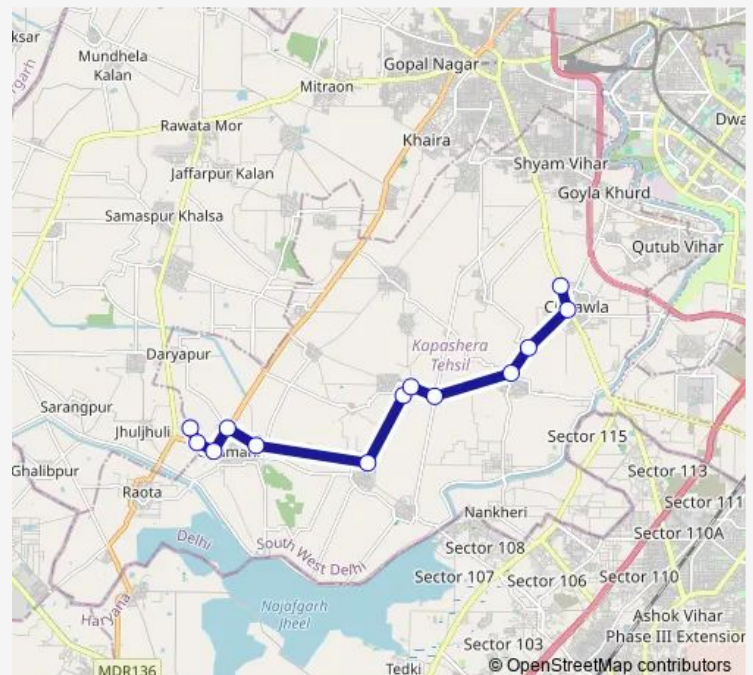 ksar
Mundhela
Kalan
Gopal Nagar
Mitraon
Rawata Mor
Khaira
Dwa
Jaffarpur Kalan
Shyam Vihar
Goyla Khurd
Samaspur Khalsa
Qutub Vihar
Kapashera
Tehsil
Daryapur
Sarangpur
Jhuljhuli
Sector 115
Ghalibpur
Sector 113
Raota
Sector 111
Nankheri
Sector 110A
Delhi
South West Delhi
Sector 108
Sector 107
Sector 106
Sector 110
Najafgarh
Jheel
Haryana
Ashok Vihar
Phase III Extension
Sector 103
MDR136
Tedki
© OpenStreetMap contributors